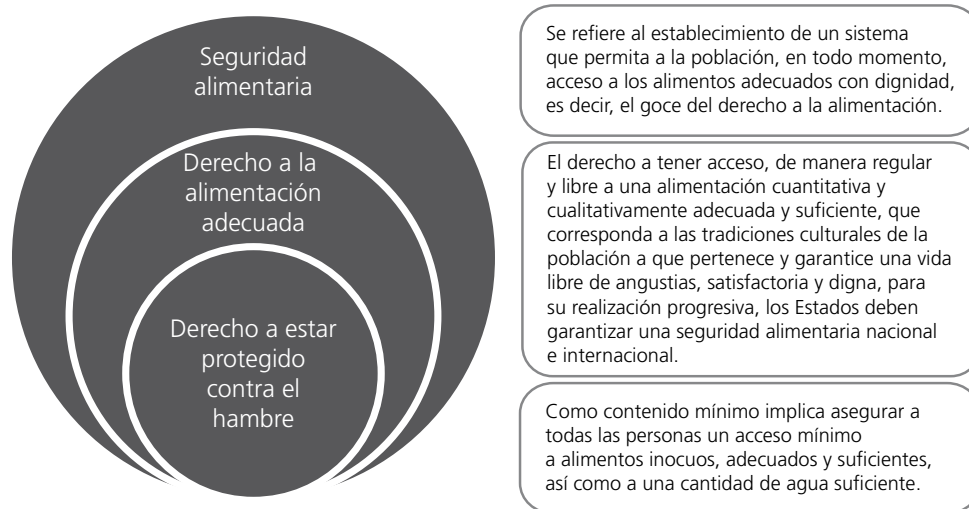 Seguridad
alimentaria
Se refiere al establecimiento de un sistema
que permita a la población, en todo momento,
acceso a los alimentos adecuados con dignidad,
es decir, el goce del derecho a la alimentación.
Derecho a la
alimentación
adecuada
El derecho a tener acceso, de manera regular
y libre a una alimentación cuantitativa y
cualitativamente adecuada y suficiente, que
corresponda a las tradiciones culturales de la
población a que pertenece y garantice una vida
libre de angustias, satisfactoria y digna, para
su realización progresiva, los Estados deben
garantizar una seguridad alimentaria nacional
e internacional.
Derecho a estar
protegido
contra el
hambre
Como contenido mínimo implica asegurar a
todas las personas un acceso mínimo
a alimentos inocuos, adecuados y suficientes,
así como a una cantidad de agua suficiente.